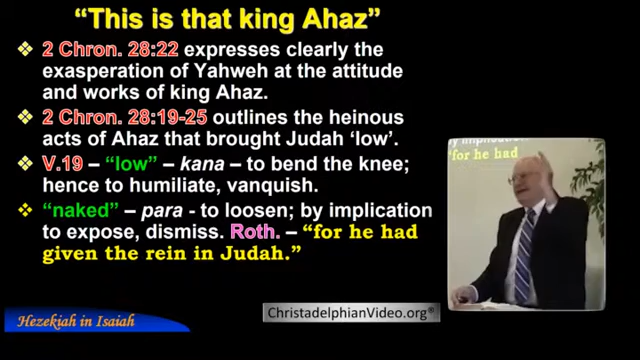 “This is that king Ahaz”
❖ 2 Chron. 28:22 expresses clearly the
exasperation of Yahweh at the attitude
and works of king Ahaz.
❖ 2 Chron. 28:19-25 outlines the heinous
acts of Ahaz that brought Judah ‘low’.
❖ V.19 – “low” – kana – to bend the knee;
hence to humiliate, vanquish.
❖ “naked” – para - to loosen; by implication
to expose, dismiss. Roth. – “for he had
given the rein in Judah.”
“for he had
Hezekiah in Isaiah
ChristadelphianVideo.org®